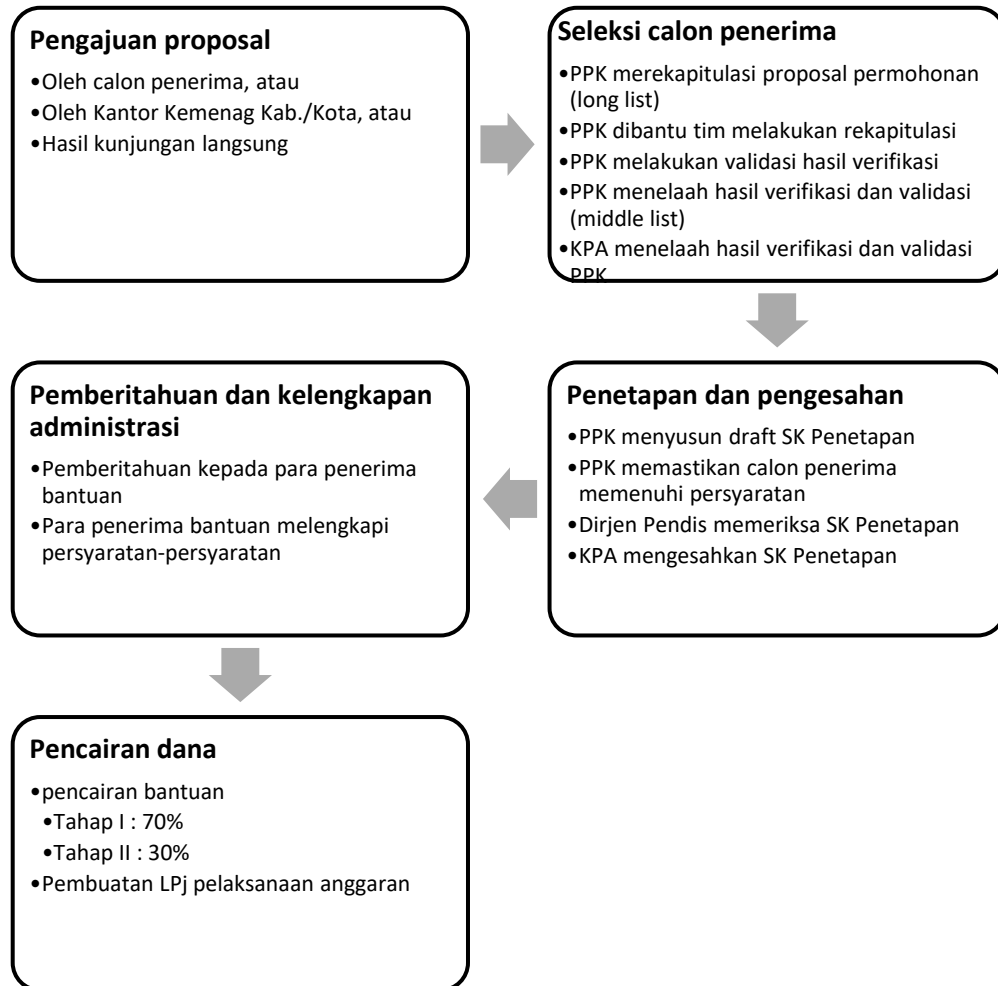 Pengajuan proposal
•Oleh calon penerima, atau
•Oleh Kantor Kemenag Kab./Kota, atau
•Hasil kunjungan langsung
Seleksi calon penerima
•PPK merekapitulasi proposal permohonan
(long list)
•PPK dibantu tim melakukan rekapitulasi
•PPK melakukan validasi hasil verifikasi
•PPK menelaah hasil verifikasi dan validasi
(middle list)
•KPA menelaah hasil verifikasi dan validasi
PPK
Penetapan dan pengesahan
•PPK menyusun draft SK Penetapan
•PPK memastikan calon penerima
memenuhi persyaratan
•Dirjen Pendis memeriksa SK Penetapan
•KPA mengesahkan SK Penetapan
Pemberitahuan dan kelengkapan
administrasi
•Pemberitahuan kepada para penerima
bantuan
•Para penerima bantuan melengkapi
persyaratan-persyaratan
Pencairan dana
•pencairan bantuan
•Tahap I : 70%
•Tahap II : 30%
•Pembuatan LPj pelaksanaan anggaran